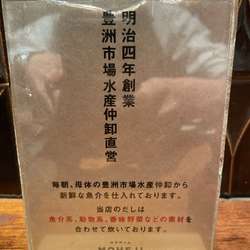 明治四年創業
豊洲市場水産仲卸直営
毎朝、母体の豊洲市場水産仲卸から
新鮮な魚介を仕入れております。
当店のだしは
魚介系、動物系、香味野菜などの素材を
合わせて炊いております。